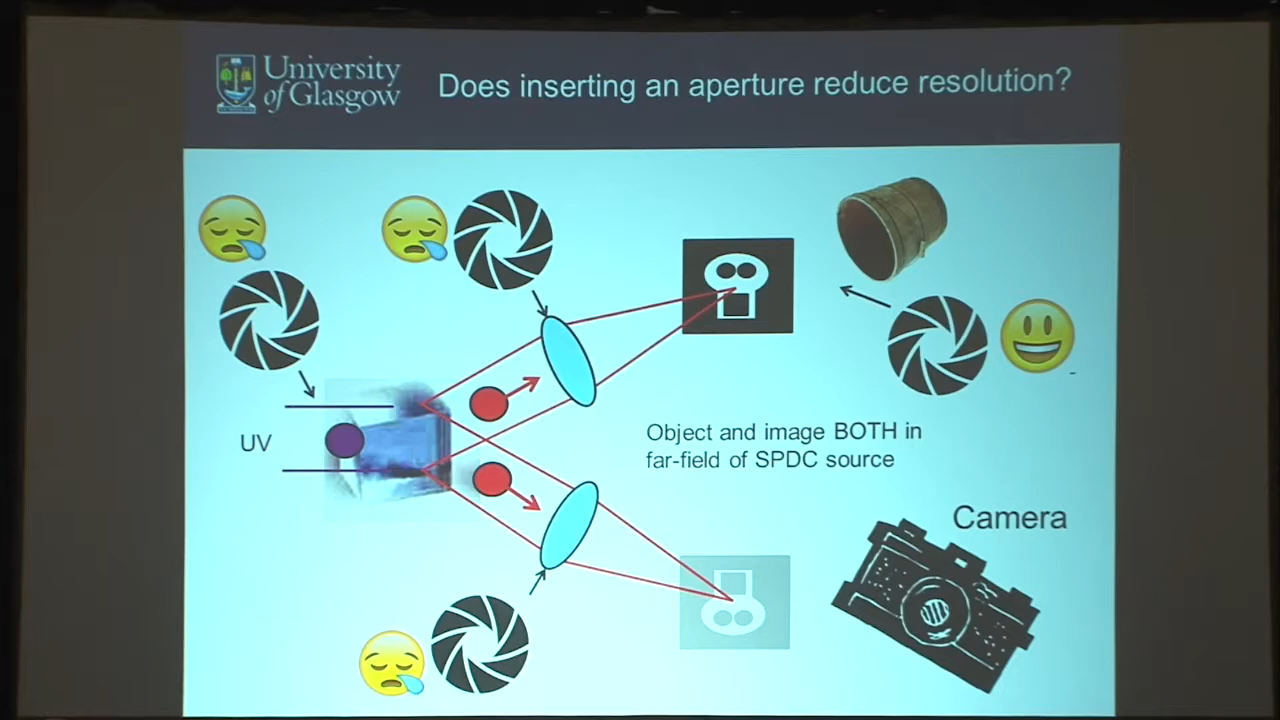 University
of Glasgow
Does inserting an aperture reduce resolution?
UV
Object and image BOTH in
far-field of SPDC source
Camera